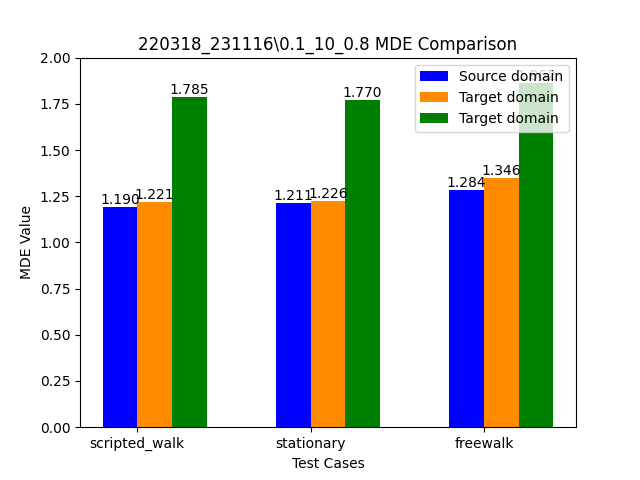 220318_231116\0.1_10_0.8 MDE Comparison
MDE Value
2.00
1.75
1.50
1.25
1.00
0.75
0.50
0.25
0.00
Source domain
Target domain
Target domain
1.190
1.221
1.785
1.211
1.226
1.770
1.284
1.346
scripted_walk
stationary
freewalk
Test Cases